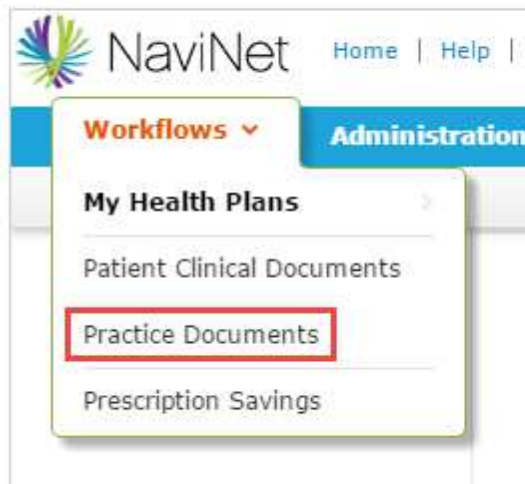 NaviNet Home | Help |
Workflows Administration
My Health Plans
Patient Clinical Documents
Practice Documents
Prescription Savings